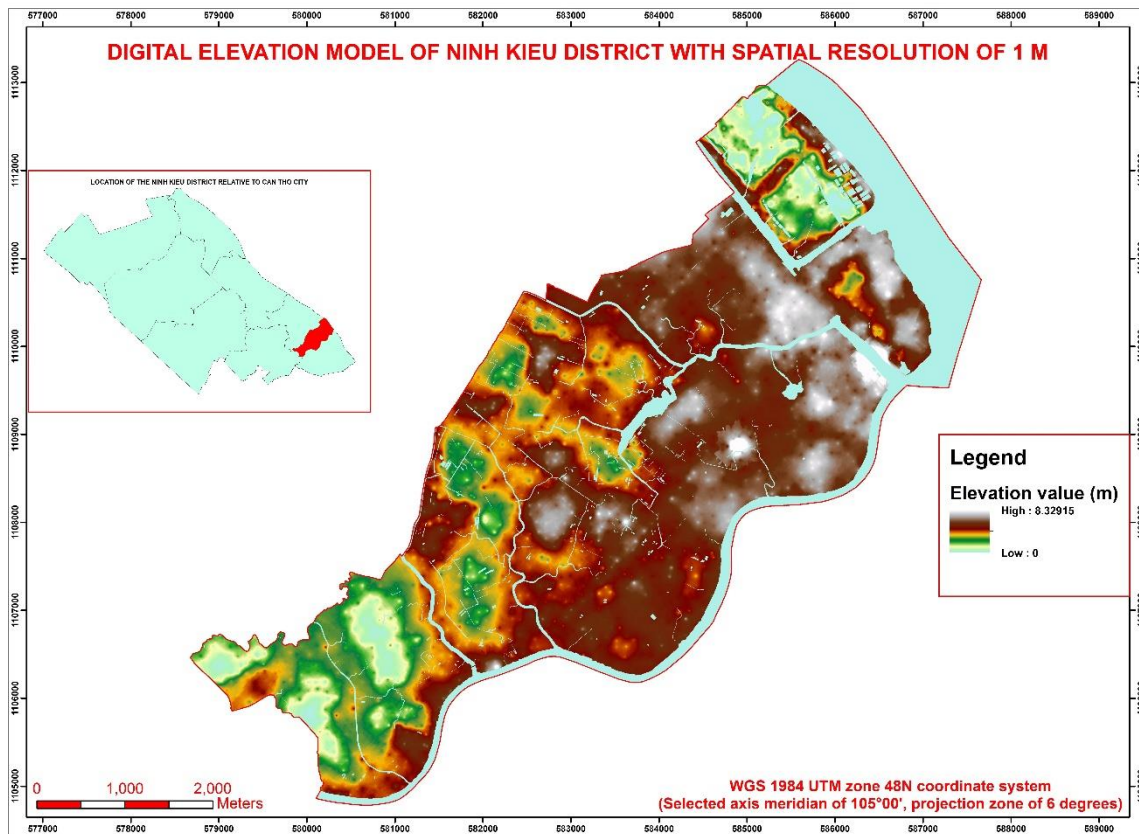 577000 578000 579000 580000 581000 582000 583000 584000 585000 586000 587000 588000 589000
DIGITAL ELEVATION MODEL OF NINH KIEU DISTRICT WITH SPATIAL RESOLUTION OF 1 M
1113000
1112000
LOCATION OF THE NINH KIEU DISTRICT RELATIVE TO CAN THO CITY
1111000
1110000
1109000
Legend
Elevation value (m)
High : 8.32915
Low : 0
1108000
1107000
1106000
1105000
0 1,000 2,000
Meters
WGS 1984 UTM zone 48N coordinate system
(Selected axis meridian of 105°00', projection zone of 6 degrees)
577000 578000 579000 580000 581000 582000 583000 584000 585000 586000 587000 588000 589000